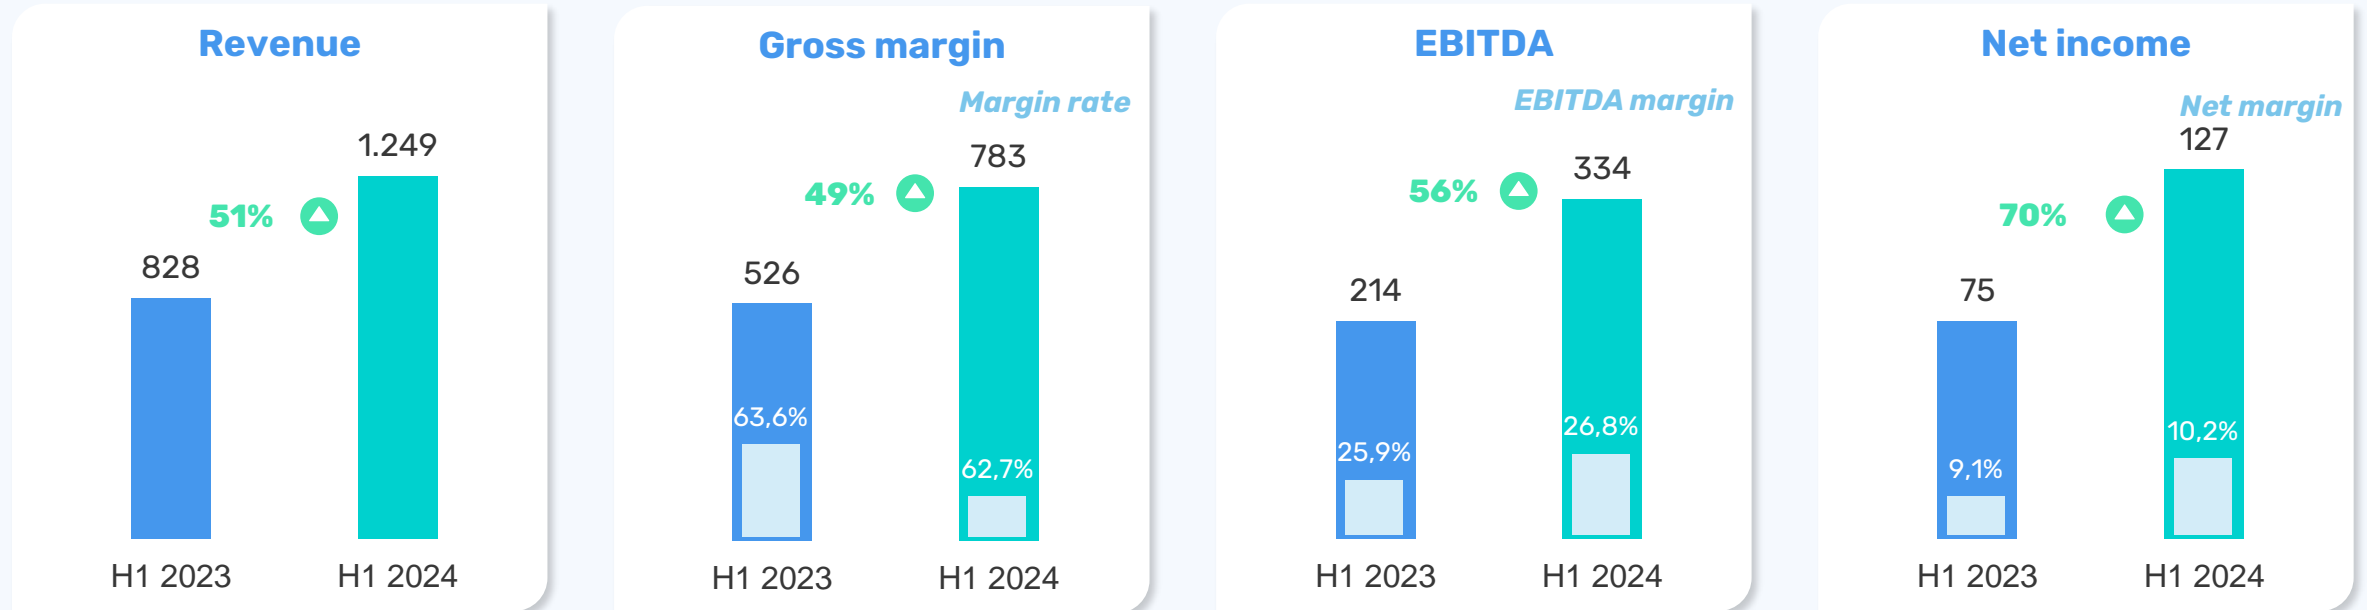 Revenue
1.249
51%
828
H1 2023
H1 2024
Gross margin
Margin rate
783
49%
526
63,6%
62,7%
H1 2023
H1 2024
EBITDA
EBITDA margin
334
56%
214
26,8%
25,9%
H1 2023
H1 2024
Net income
Net margin
127
70%
75
10,2%
9,1%
H1 2023
H1 2024